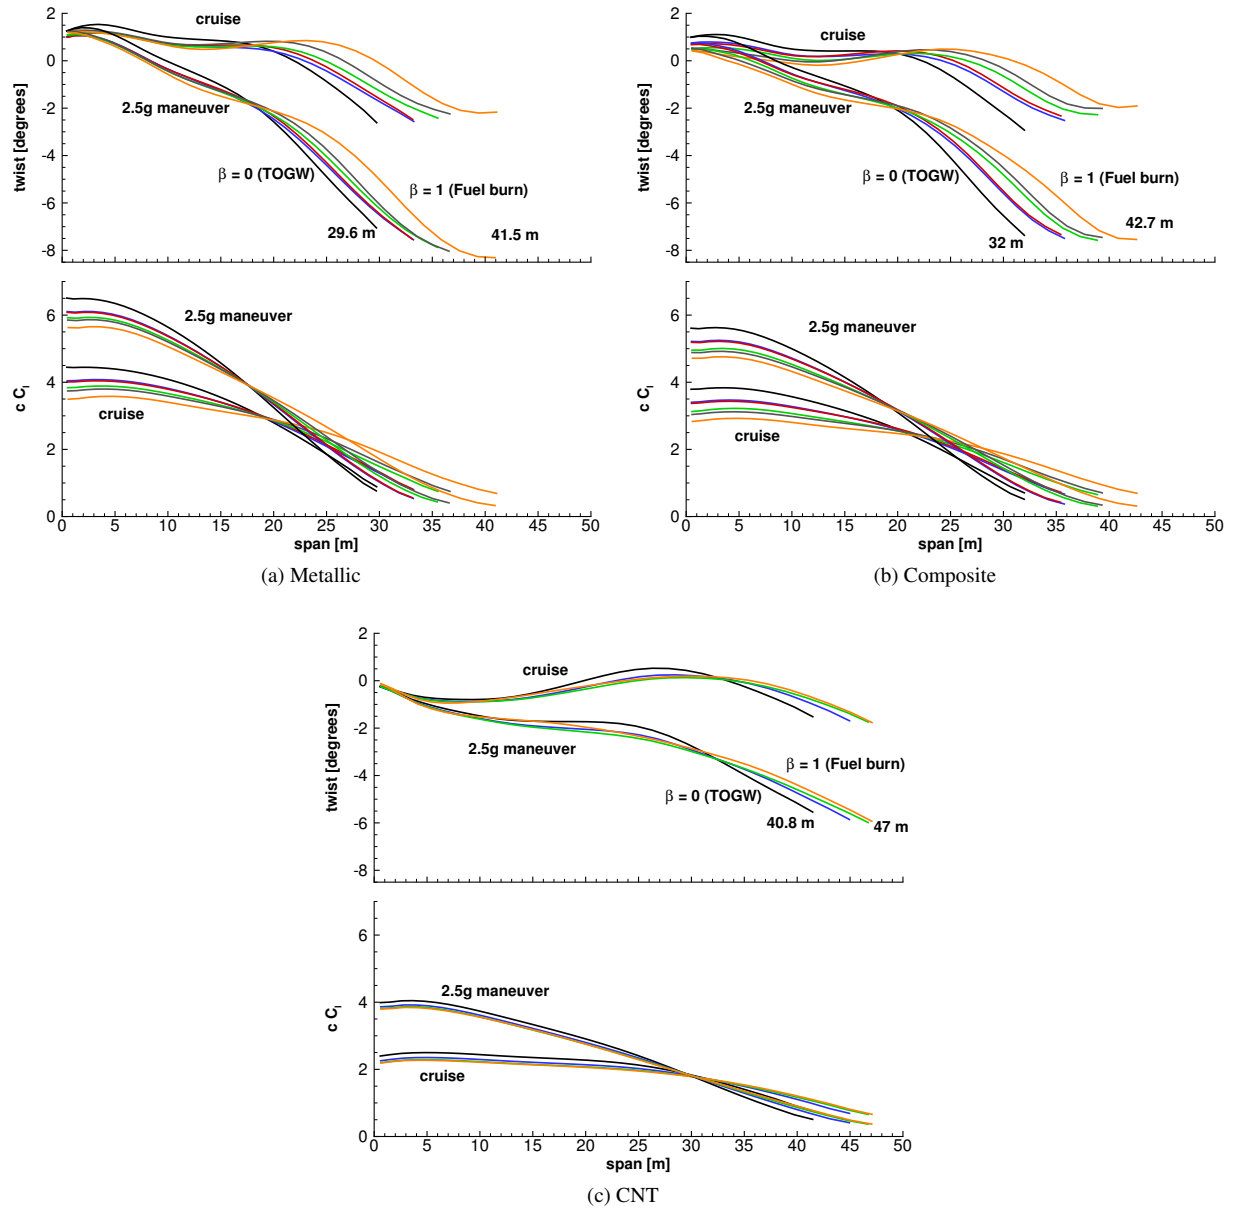 2
0
-2
-4
-6
-8
twist [degrees]
cruise
2.5g maneuver
β = 0 (TOGW)
β = 1 (Fuel burn)
29.6 m
41.5 m
6
4
2
0
c Cl
2.5g maneuver
cruise
0 5 10 15 20 25 30 35 40 45 50
span [m]
(a) Metallic
2
0
-2
-4
-6
-8
twist [degrees]
cruise
2.5g maneuver
β = 0 (TOGW)
β = 1 (Fuel burn)
32 m
42.7 m
6
4
2
0
c Cl
2.5g maneuver
cruise
0 5 10 15 20 25 30 35 40 45 50
span [m]
(b) Composite
2
0
-2
-4
-6
-8
twist [degrees]
cruise
2.5g maneuver
β = 1 (Fuel burn)
β = 0 (TOGW)
40.8 m
47 m
6
4
2
0
c Cl
2.5g maneuver
cruise
0 5 10 15 20 25 30 35 40 45 50
span [m]
(c) CNT